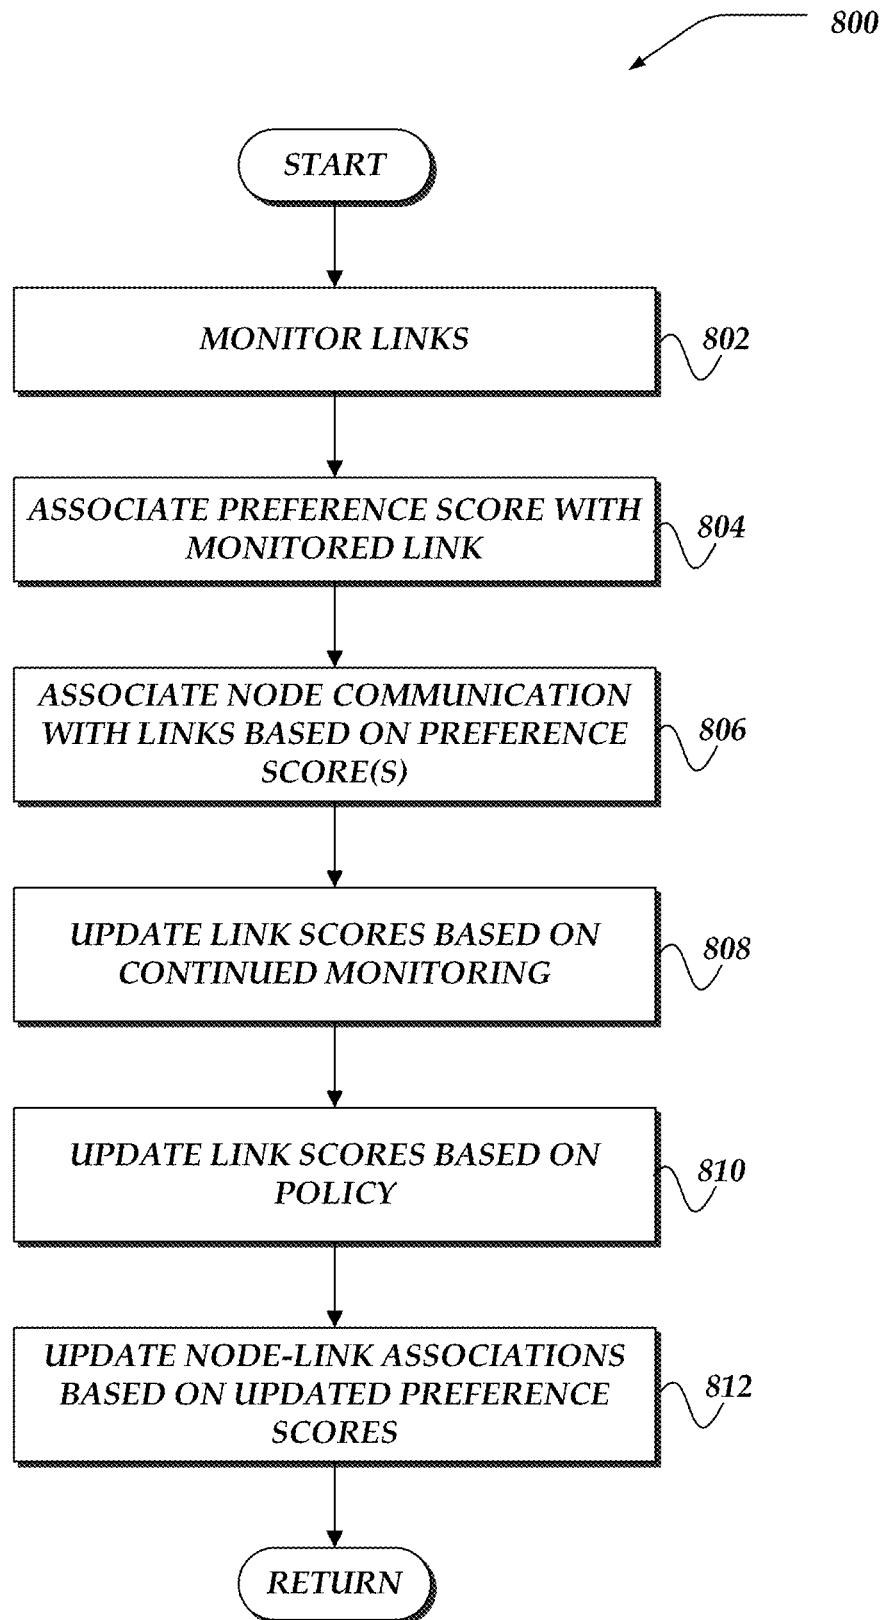 800
START
MONITOR LINKS
802
ASSOCIATE PREFERENCE SCORE WITH
MONITORED LINK
804
ASSOCIATE NODE COMMUNICATION
WITH LINKS BASED ON PREFERENCE
SCORE(S)
806
UPDATE LINK SCORES BASED ON
CONTINUED MONITORING
808
UPDATE LINK SCORES BASED ON
POLICY
810
UPDATE NODE-LINK ASSOCIATIONS
BASED ON UPDATED PREFERENCE
SCORES
812
RETURN